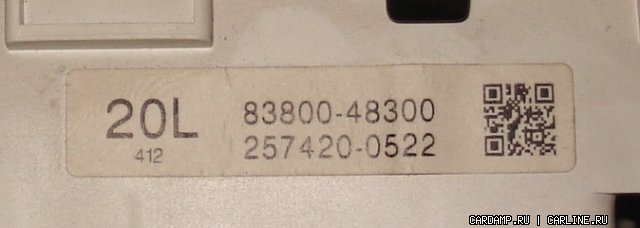 20L
412
83800-48300
257420-0522
CARDAMP.RU | CARLINE.RU